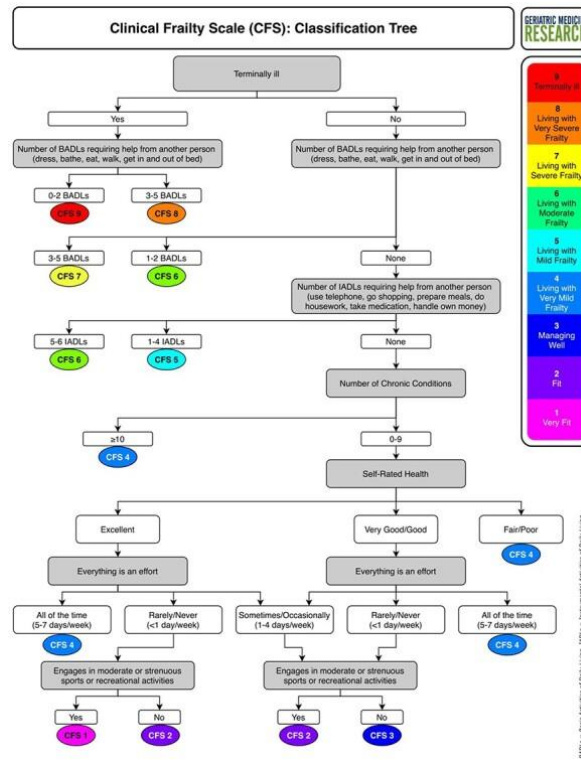 Clinical Frailty Scale (CFS): Classification Tree
GERIATRIC MEDICI
RESEARCH
Terminally ill
Yes
No
Number of BADLs requiring help from another person
(dress, bathe, eat, walk, get in and out of bed)
Number of BADLs requiring help from another person
(dress, bathe, eat, walk, get in and out of bed)
0-2 BADLs
3-5 BADLs
CFS 9
CFS 8
3-5 BADLs
1-2 BADLs
None
CFS 7
CFS 6
Number of IADLs requiring help from another person
(use telephone, go shopping, prepare meals, do
housework, take medication, handle own money)
5-6 IADLs
1-4 IADLs
None
CFS 6
CFS 5
Number of Chronic Conditions
≥10
0-9
CFS 4
Self-Rated Health
Excellent
Very Good/Good
Fair/Poor
CFS 4
Everything is an effort
Everything is an effort
All of the time
(5-7 days/week)
Rarely/Never
(<1 day/week)
Sometimes/Occasionally
(1-4 days/week)
Rarely/Never
(<1 day/week)
All of the time
(5-7 days/week)
CFS 4
CFS 4
Engages in moderate or strenuous
sports or recreational activities
Engages in moderate or strenuous
sports or recreational activities
Yes
No
Yes
No
CFS 1
CFS 2
CFS 2
CFS 3
9
Terminally ill
8
Living with
Very Severe
Frailty
7
Living with
Severe Frailty
6
Living with
Moderate
Frailty
5
Living with
Mild Frailty
4
Living with
Very Mild
Frailty
3
Managing
Well
2
Fit
1
Very Fit